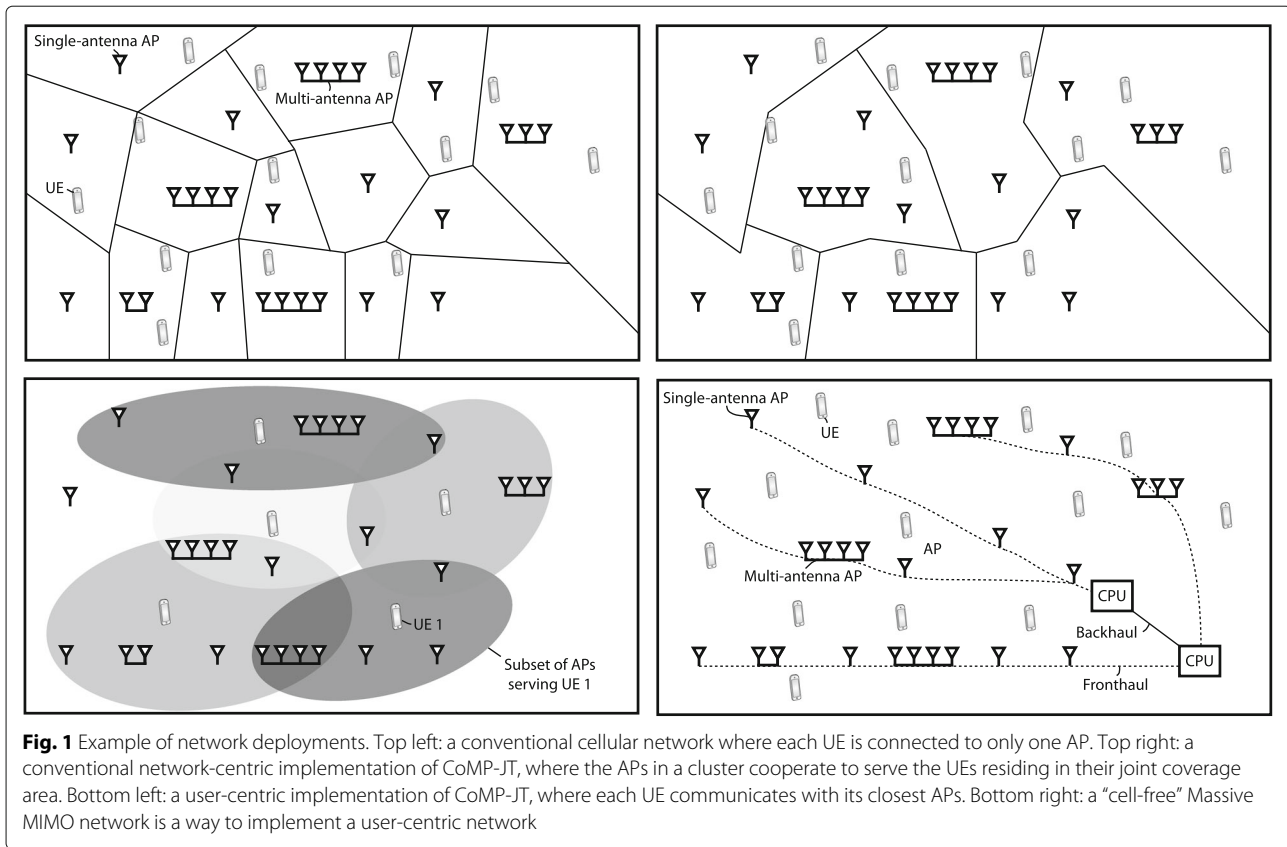 Single-antenna AP
Multi-antenna AP
UE
UE 1
Subset of APs
serving UE 1
Single-antenna AP
UE
AP
Multi-antenna AP
CPU
Backhaul
CPU
Fronthaul
Fig. 1 Example of network deployments. Top left: a conventional cellular network where each UE is connected to only one AP. Top right: a
conventional network-centric implementation of CoMP-JT, where the APs in a cluster cooperate to serve the UEs residing in their joint coverage
area. Bottom left: a user-centric implementation of CoMP-JT, where each UE communicates with its closest APs. Bottom right: a “cell-free” Massive
MIMO network is a way to implement a user-centric network